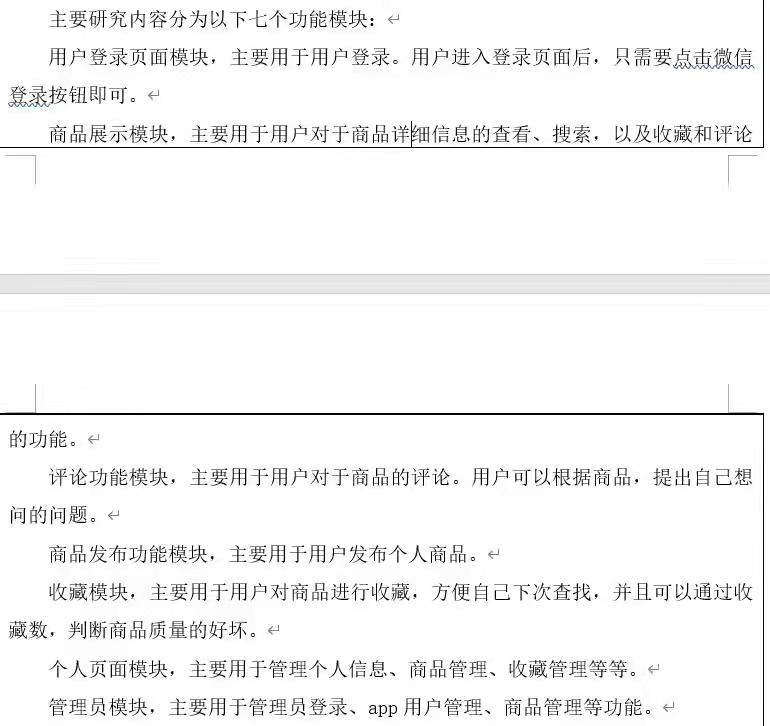 主要研究内容分为以下七个功能模块：
用户登录页面模块，主要用于用户登录。用户进入登录页面后，只需要点击微信
登录按钮即可。
商品展示模块，主要用于用户对于商品详细信息的查看、搜索，以及收藏和评论
的功能。
评论功能模块，主要用于用户对于商品的评论。用户可以根据商品，提出自己想
问的问题。
商品发布功能模块，主要用于用户发布个人商品。
收藏模块，主要用于用户对商品进行收藏，方便自己下次查找，并且可以通过收
藏数，判断商品质量的好坏。
个人页面模块，主要用于管理个人信息、商品管理、收藏管理等等。
管理员模块，主要用于管理员登录、app 用户管理、商品管理等功能。